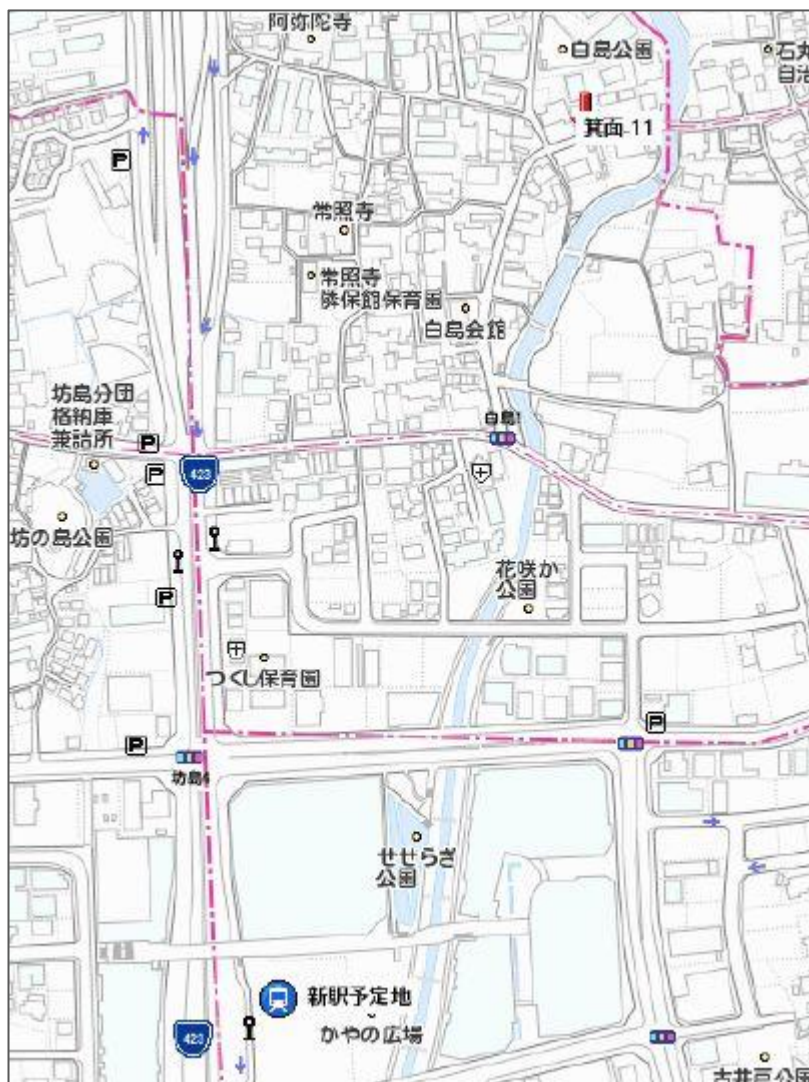 阿弥陀寺
白島公園
石丸
自治
箕面 11
P
常照寺
常照寺
隣保館保育園
白島会館
坊島分団
格納庫
兼詰所
白島1
P
P
423
坊の島公園
花咲か
公園
P
つくし保育園
P
P
坊島4
せせらぎ
公園
新駅予定地
かやの広場
423
古井戸公園